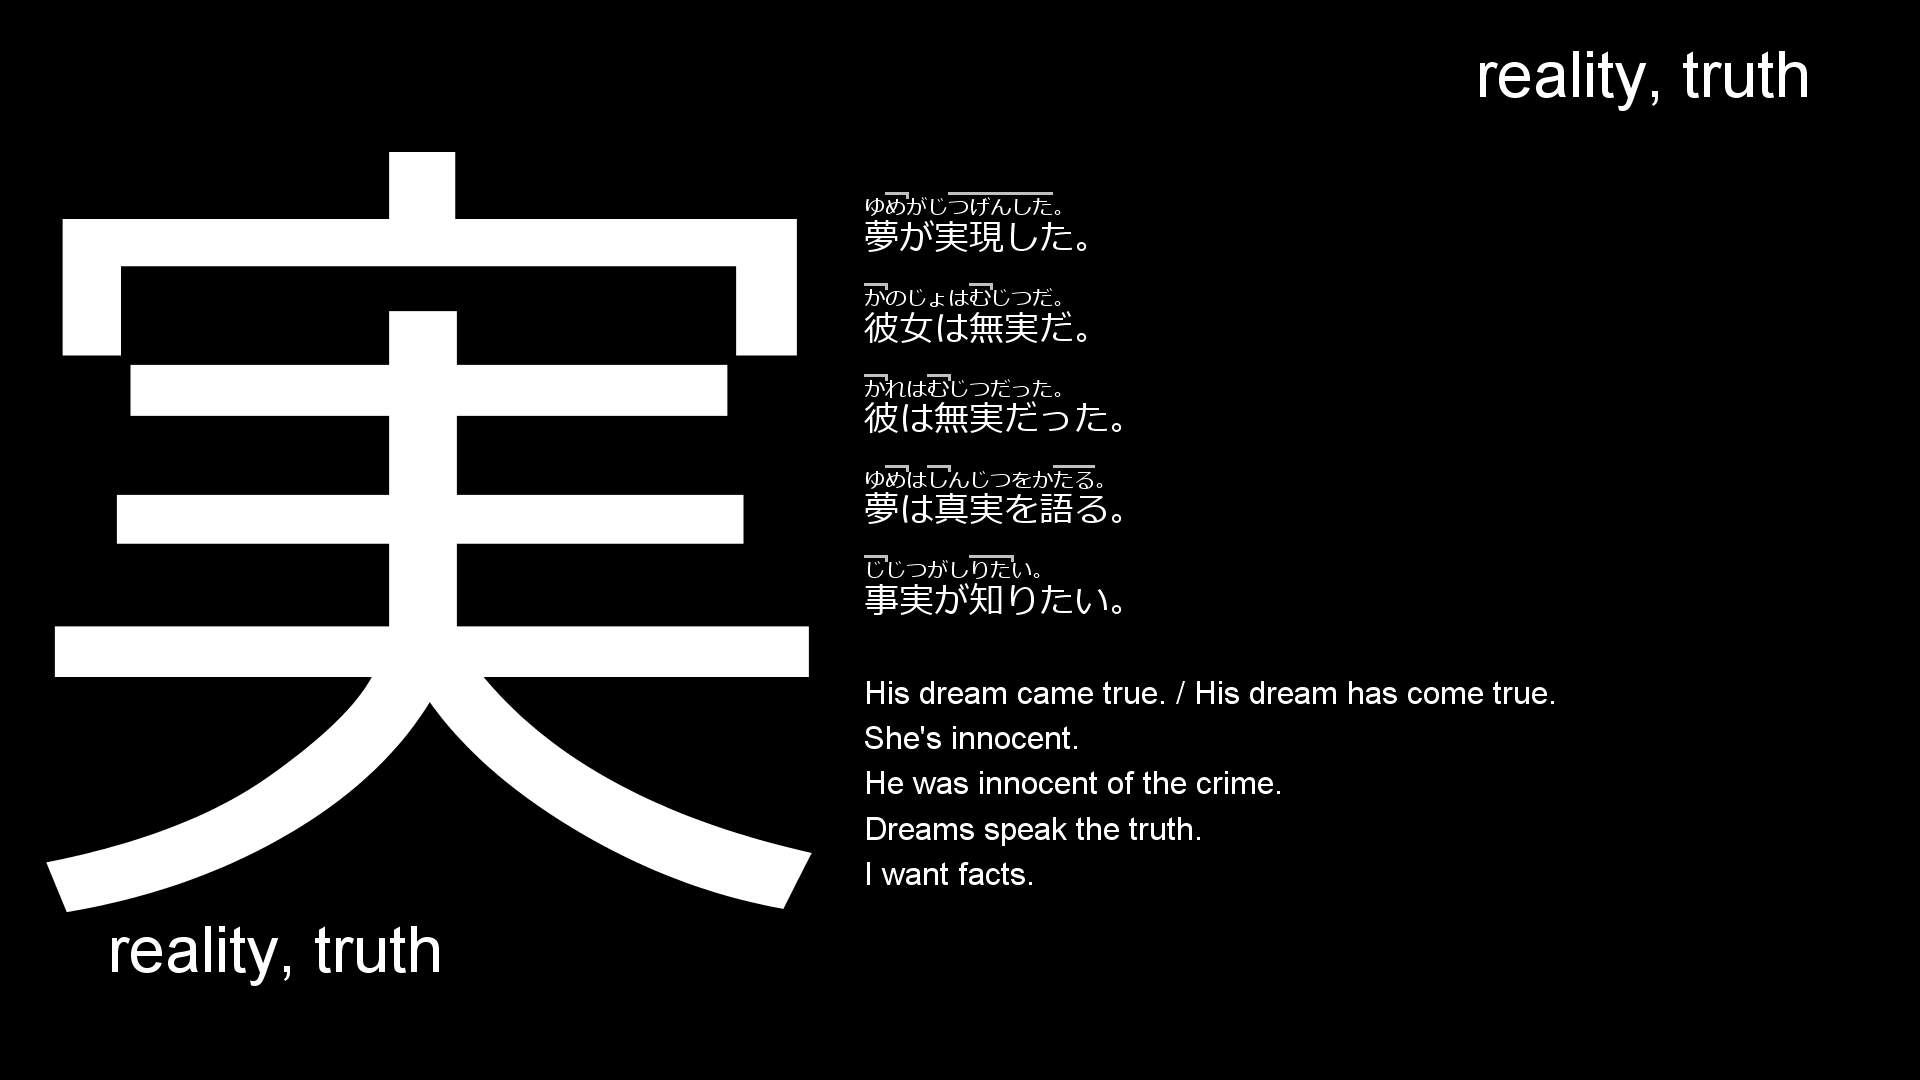 reality, truth
実
ゆめがじつげんした。
夢が実現した。
かのじょはむじつだ。
彼女は無実だ。
かれはむじつだった。
彼は無実だった。
ゆめはしんじつをかたる。
夢は真実を語る。
じじつがしりたい。
事実が知りたい。
His dream came true. / His dream has come true.
She's innocent.
He was innocent of the crime.
Dreams speak the truth.
I want facts.
reality, truth